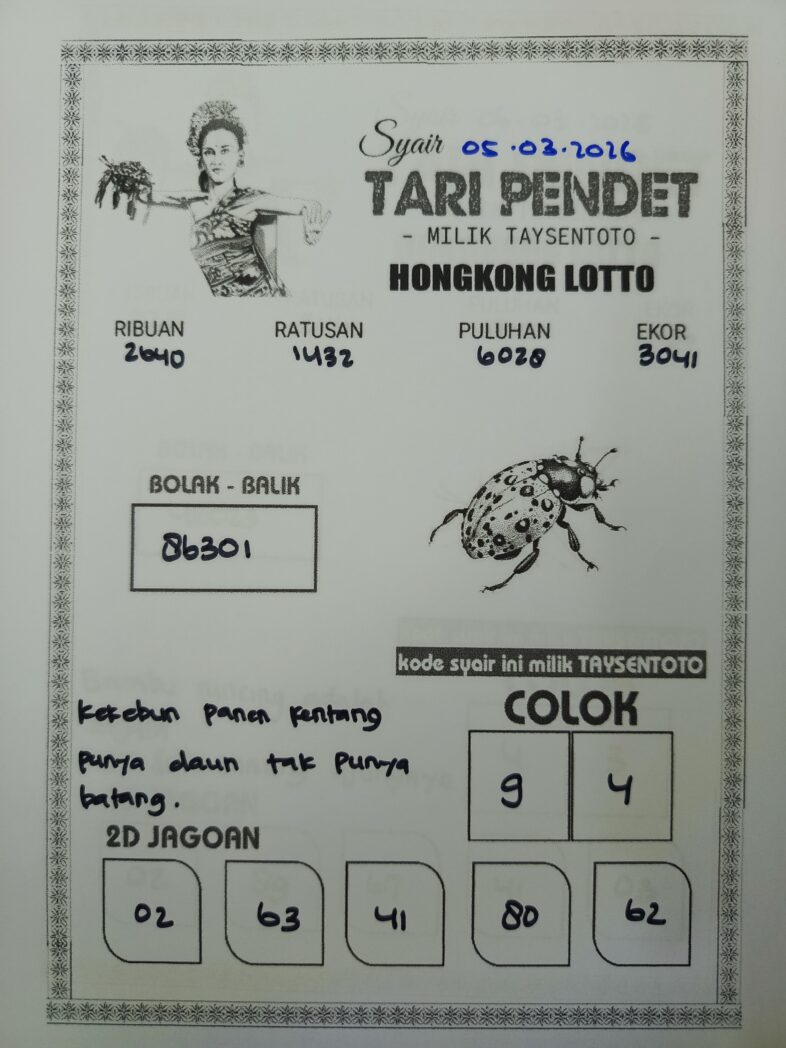 Syair 05.03.2026
TARI PENDET
- MILIK TAYSENTOTO -
HONGKONG LOTTO
RIBUAN RATUSAN PULUHAN EKOR
2640 1432 6028 3041
BOLAK - BALIK
86301
kode syair ini milik TAYSENTOTO
kekebun panen kentang
punya daun tak punya
batang.
COLOK
9 4
2D JAGOAN
02 63 41 80 62